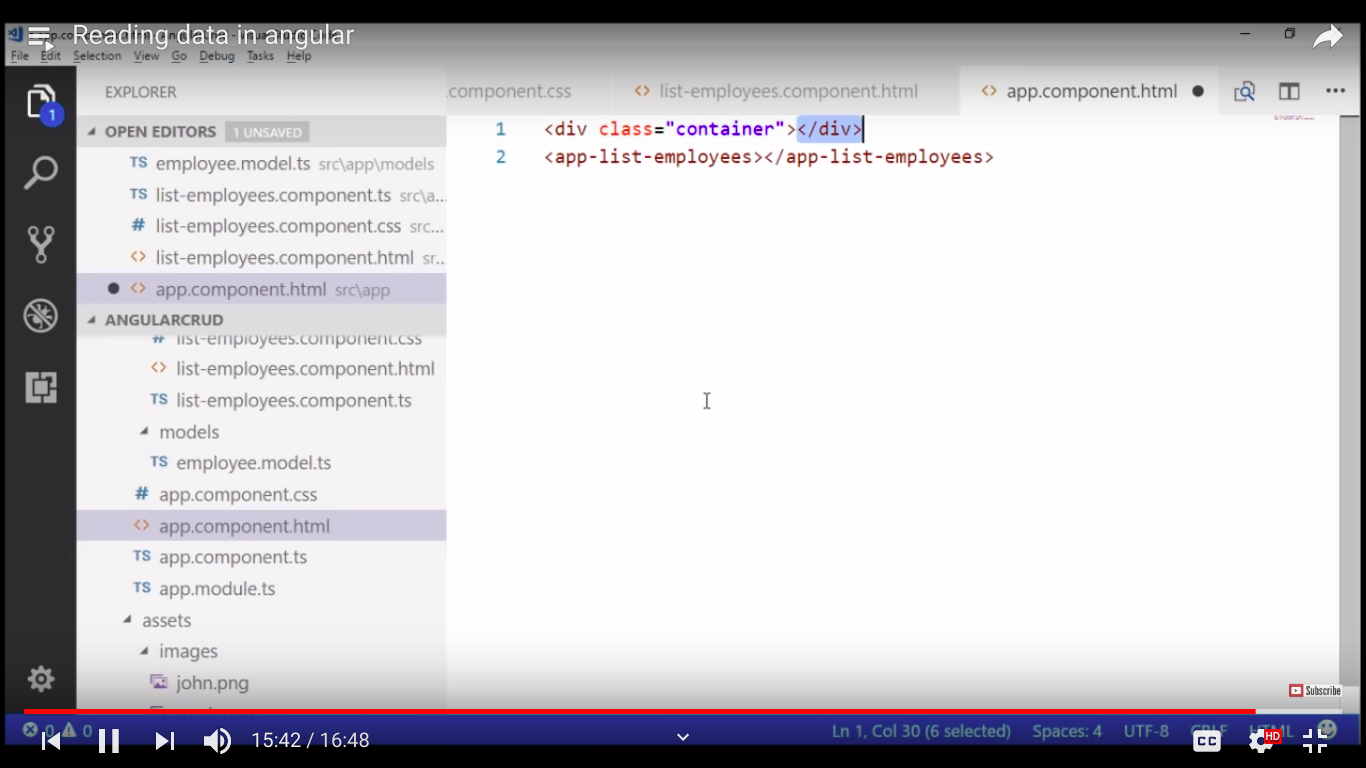 Reading data in angular
File Edit Selection View Go Debug Tasks Help
EXPLORER
.component.css
<> list-employees.component.html
<> app.component.html ●
1
OPEN EDITORS 1 UNSAVED
TS employee.model.ts src\app\models
TS list-employees.component.ts src\a...
# list-employees.component.css src...
<> list-employees.component.html sr...
● <> app.component.html src\app
ANGULARCRUD
# list-employees.component.css
<> list-employees.component.html
TS list-employees.component.ts
models
TS employee.model.ts
# app.component.css
<> app.component.html
TS app.component.ts
TS app.module.ts
assets
images
john.png
1 <div class="container"></div>
2 <app-list-employees></app-list-employees>
Subscribe
0 0
Ln 1, Col 30 (6 selected) Spaces: 4 UTF-8 CRLF HTML
15:42 / 16:48
CC HD